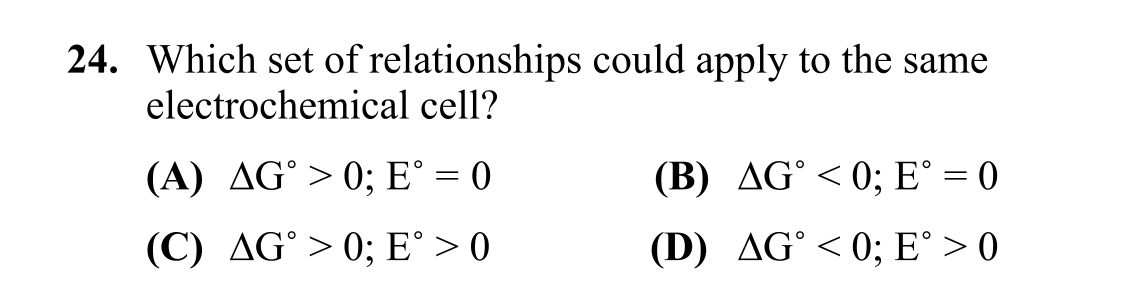 24. Which set of relationships could apply to the same
electrochemical cell?
(A) ΔG° > 0; E° = 0 (B) ΔG° < 0; E° = 0
(C) ΔG° > 0; E° > 0 (D) ΔG° < 0; E° > 0